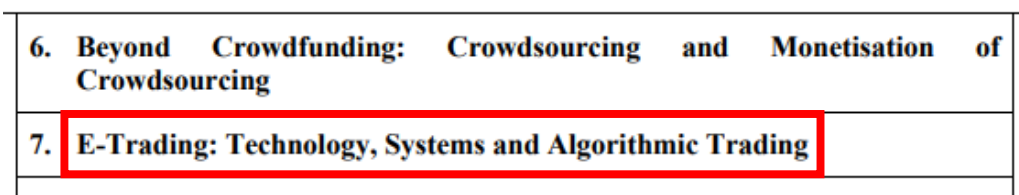 6. Beyond Crowdfunding: Crowdsourcing and Monetisation of
Crowdsourcing
7. E-Trading: Technology, Systems and Algorithmic Trading